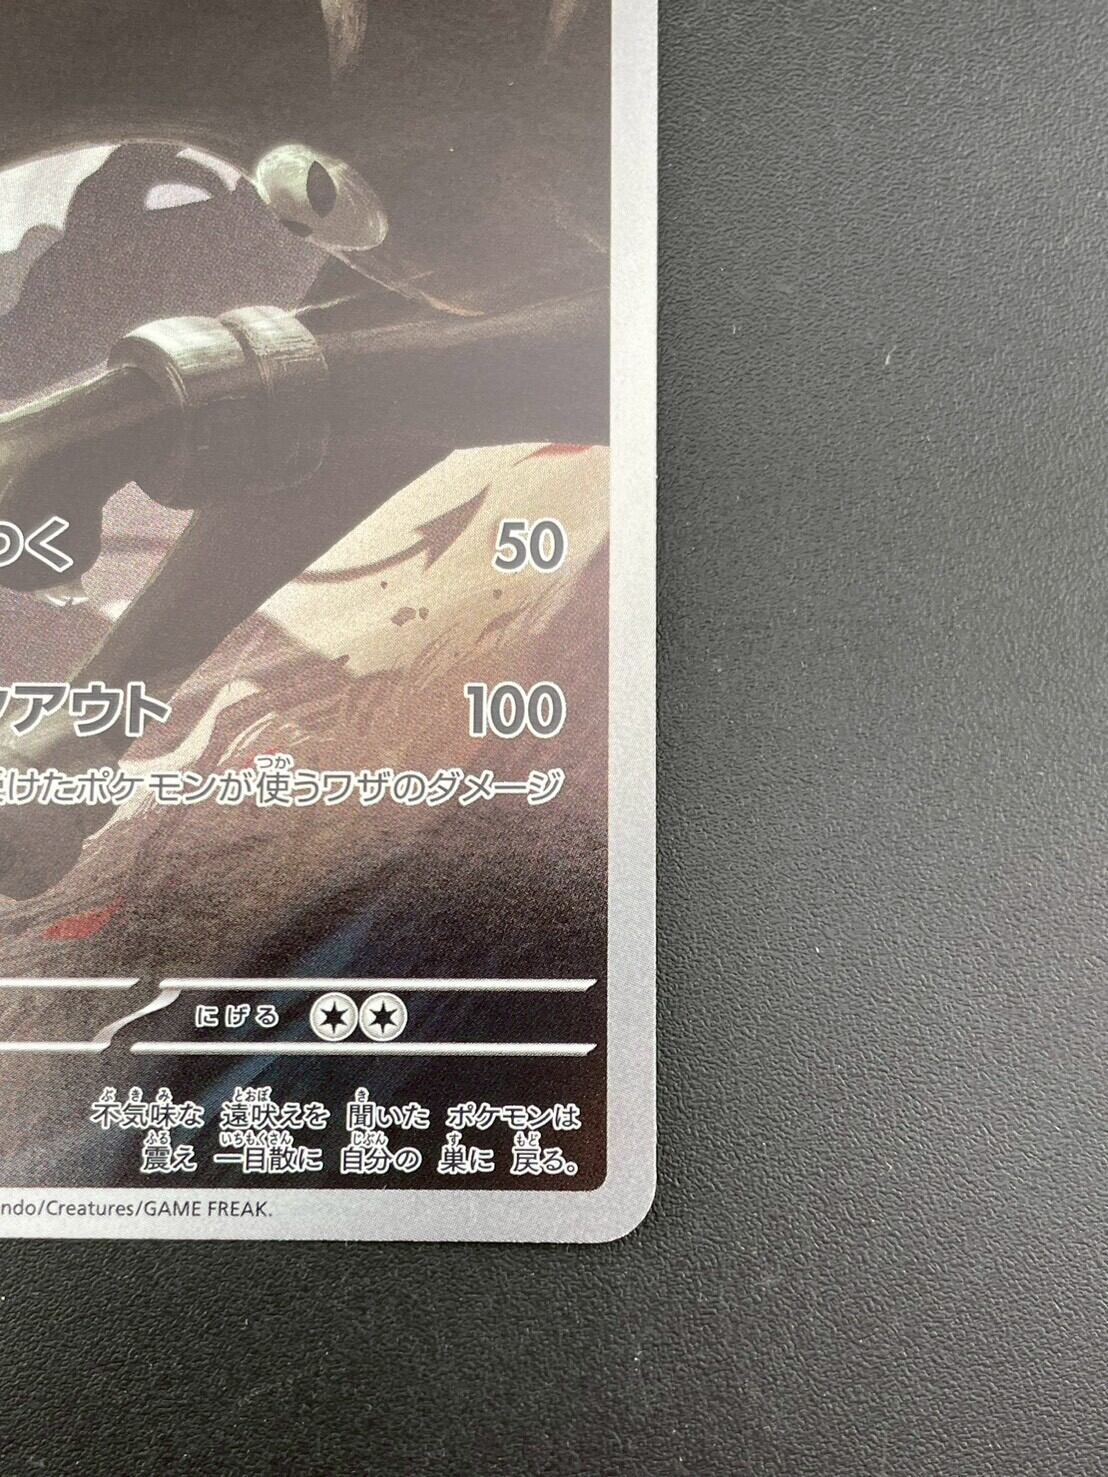 つく 50
アウト 100
けたポケモンが使うワザのダメージ
にげる
不気味な 遠吠えを 聞いた ポケモンは
震え 一目散に 自分の 巣に 戻る。
ndo/Creatures/GAME FREAK.